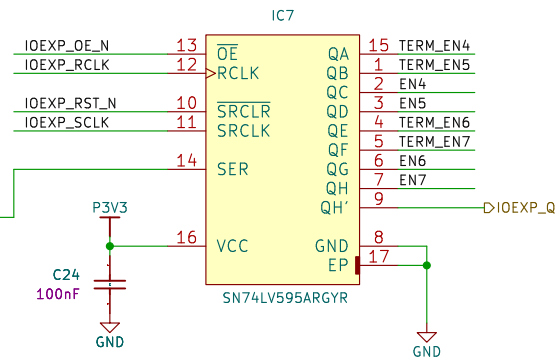 IC7
IOEXP_OE_N 13 OE QA 15 TERM_EN4
IOEXP_RCLK 12 RCLK QB 1 TERM_EN5
QC 2 EN4
IOEXP_RST_N 10 SRCLR QD 3 EN5
IOEXP_SCLK 11 SRCLK QE 4 TERM_EN6
QF 5 TERM_EN7
14 SER QG 6 EN6
QH 7 EN7
QH' 9 IOEXP_Q
P3V3
16 VCC GND 8
EP 17
C24
100nF
SN74LV595ARGYR
GND
GND